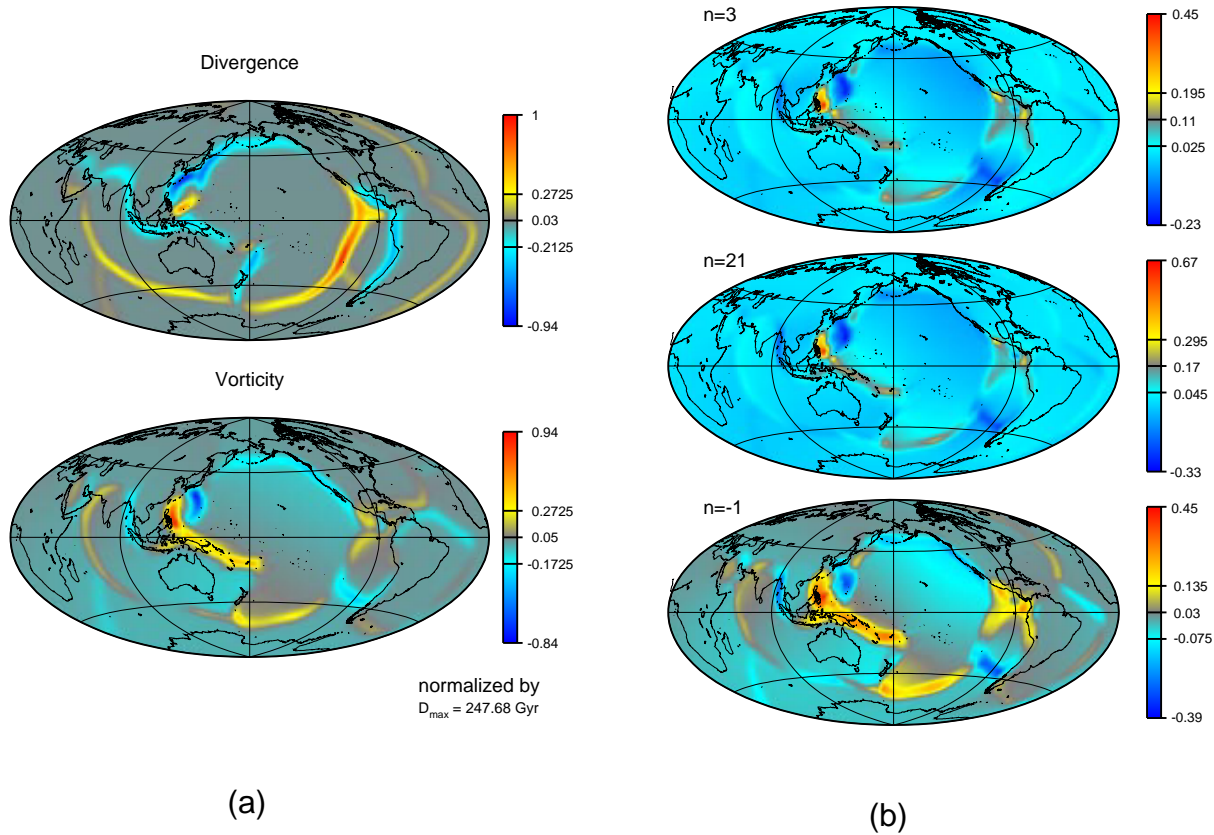 Divergence
1
0.2725
0.03
-0.2125
-0.94
Vorticity
0.94
0.2725
0.05
-0.1725
-0.84
normalized by
Dmax = 247.68 Gyr
(a)
n=3
0.45
0.195
0.11
0.025
-0.23
n=21
0.67
0.295
0.17
0.045
-0.33
n=-1
0.45
0.135
0.03
-0.075
-0.39
(b)